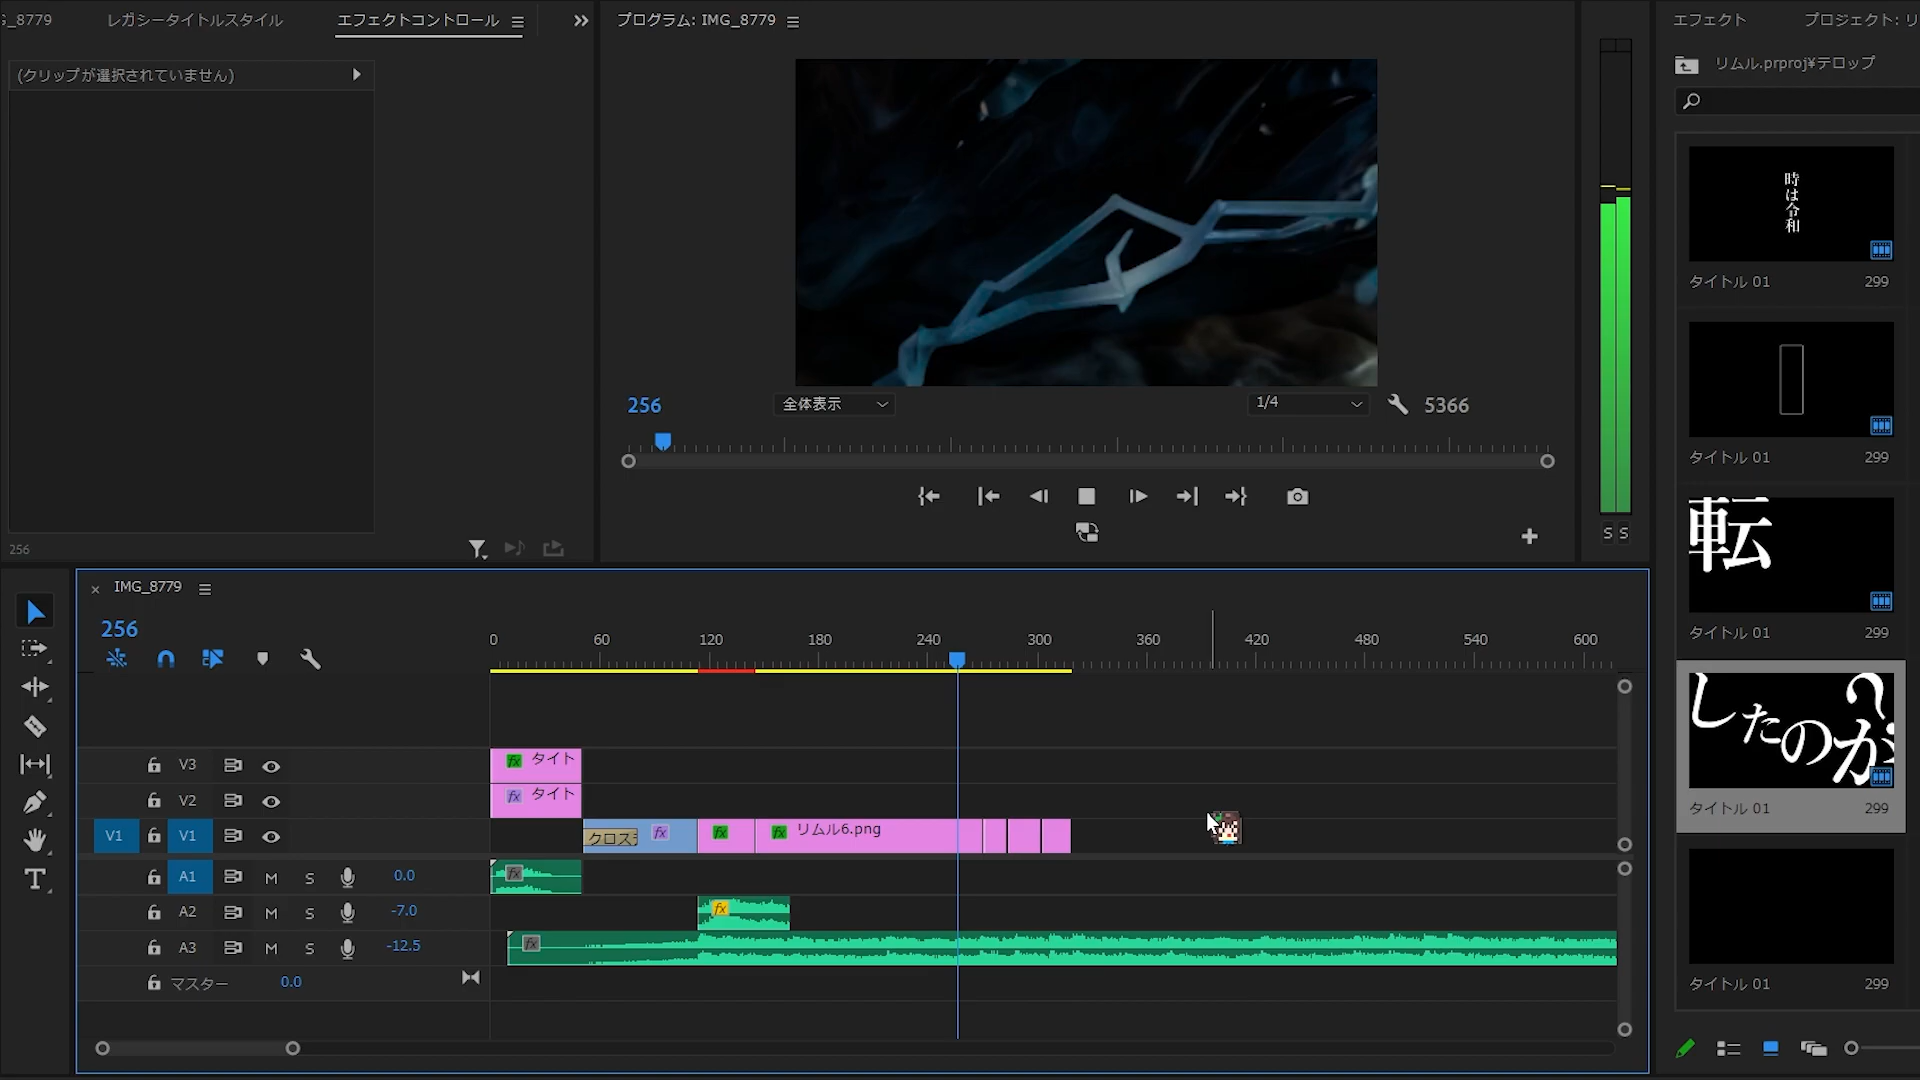 レガシータイトルスタイル
エフェクトコントロール
(クリップが選択されていません)
256
プログラム: IMG_8779
256
全体表示
1/4
5366
S S
エフェクト
プロジェクト: リ
リムル.prproj¥テロップ
時は令和
タイトル 01
299
タイトル 01
299
転
タイトル 01
299
したのか?
タイトル 01
299
タイトル 01
299
IMG_8779
256
0
60
120
180
240
300
360
420
480
540
600
V3
fx タイト
V2
fx タイト
V1
V1
クロス
fx
fx
fx リムル6.png
A1
M
S
0.0
fx
A2
M
S
-7.0
fx
A3
M
S
-12.5
fx
マスター
0.0